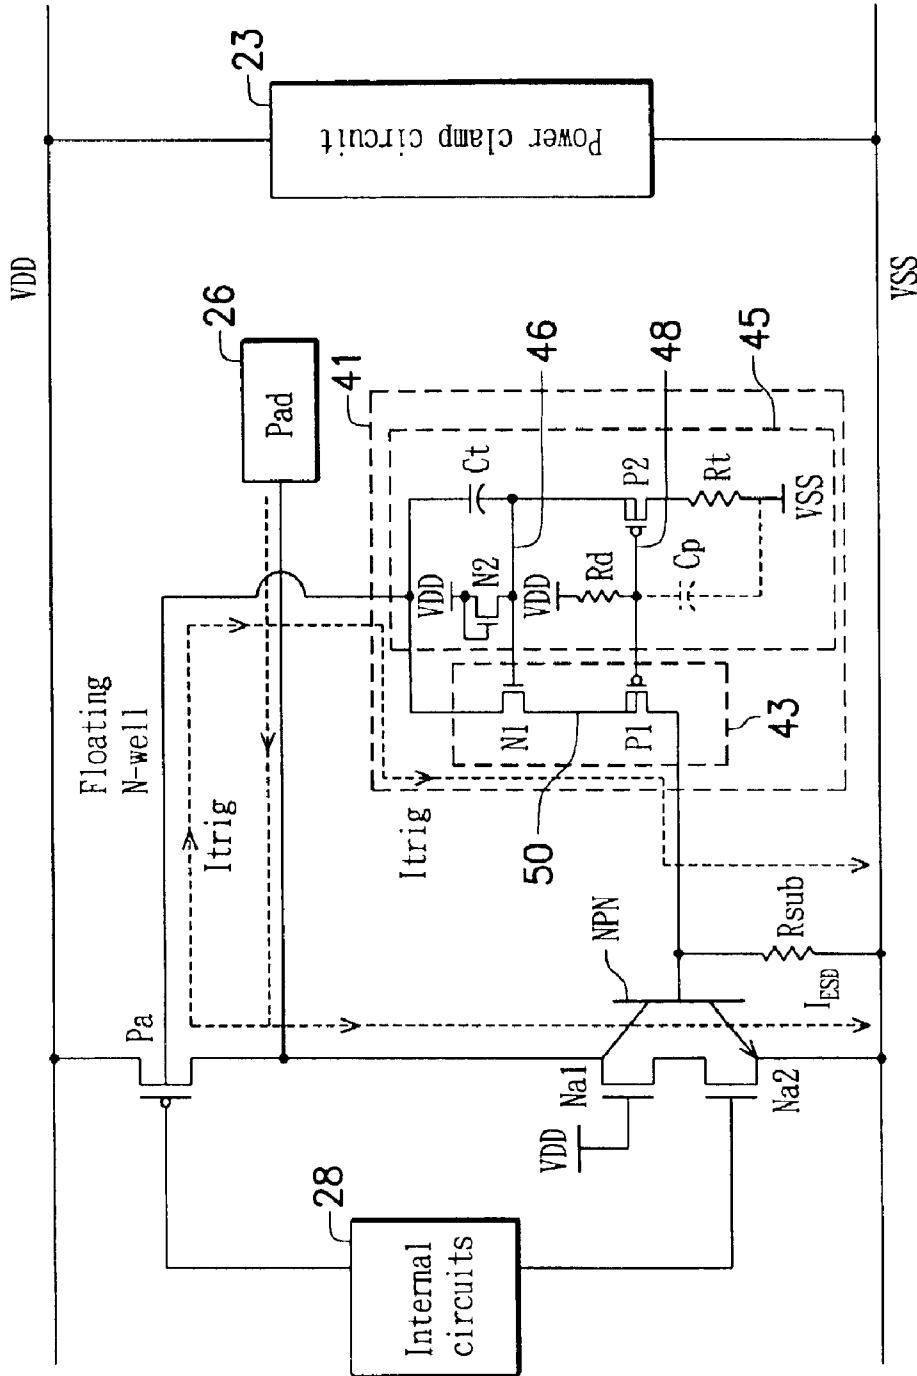 VDD
23
Power clamp circuit
26
Pad
Floating
N-well
Itrig
Pa
41
Ct
VDD
N2
46
N1
VDD
Rd
P2
48
45
Rt
VSS
Cp
P1
43
50
Itrig
NPN
Rsub
I_ESD
Na1
VDD
Na2
28
Internal
circuits
VSS